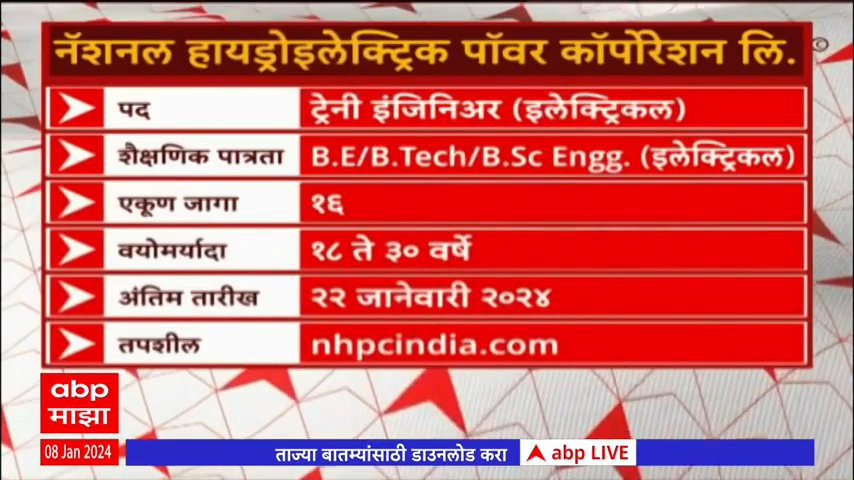 नॅशनल हायड्रोइलेक्ट्रिक पॉवर कॉर्पोरेशन लि.
पद ट्रेनी इंजिनिअर (इलेक्ट्रिकल)
शैक्षणिक पात्रता B.E/B.Tech/B.Sc Engg. (इलेक्ट्रिकल)
एकूण जागा १६
वयोमर्यादा १८ ते ३० वर्षे
अंतिम तारीख २२ जानेवारी २०२४
तपशील nhpcindia.com
abp
माझा
08 Jan 2024
ताज्या बातम्यांसाठी डाउनलोड करा abp LIVE